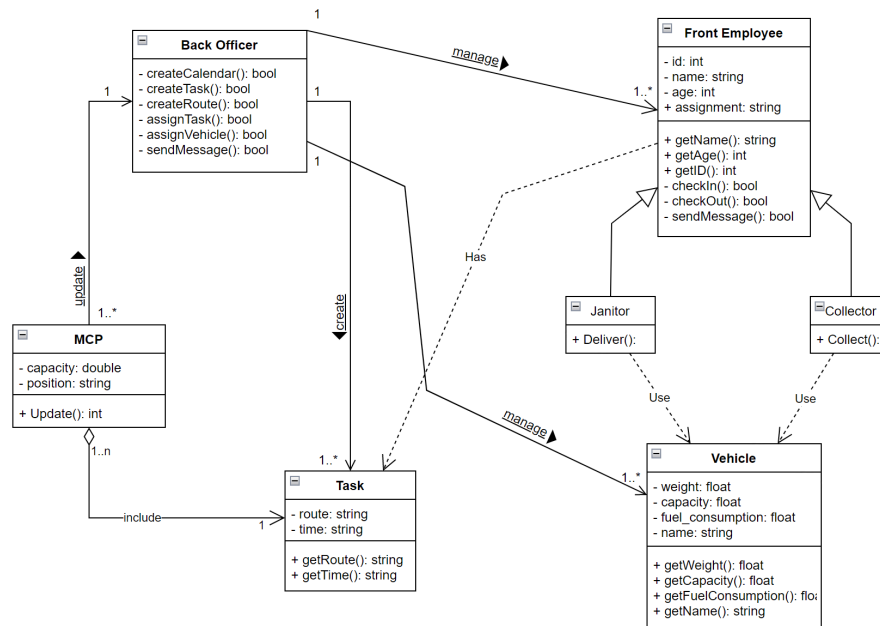 1
Back Officer
- createCalendar(): bool
- createTask(): bool
- createRoute(): bool
- assignTask(): bool
- assignVehicle(): bool
- sendMessage(): bool
manage
1..*
Front Employee
- id: int
- name: string
- age: int
+ assignment: string
+ getName(): string
+ getAge(): int
+ getID(): int
- checkIn(): bool
- checkOut(): bool
- sendMessage(): bool
1
1
1
update
1..*
create
1..*
Has
MCP
- capacity: double
- position: string
+ Update(): int
1..n
include
1
Janitor
+ Deliver():
Collector
+ Collect():
Use
Use
manage
1..*
Task
- route: string
- time: string
+ getRoute(): string
+ getTime(): string
Vehicle
- weight: float
- capacity: float
- fuel_consumption: float
- name: string
+ getWeight(): float
+ getCapacity(): float
+ getFuelConsumption(): floa
+ getName(): string